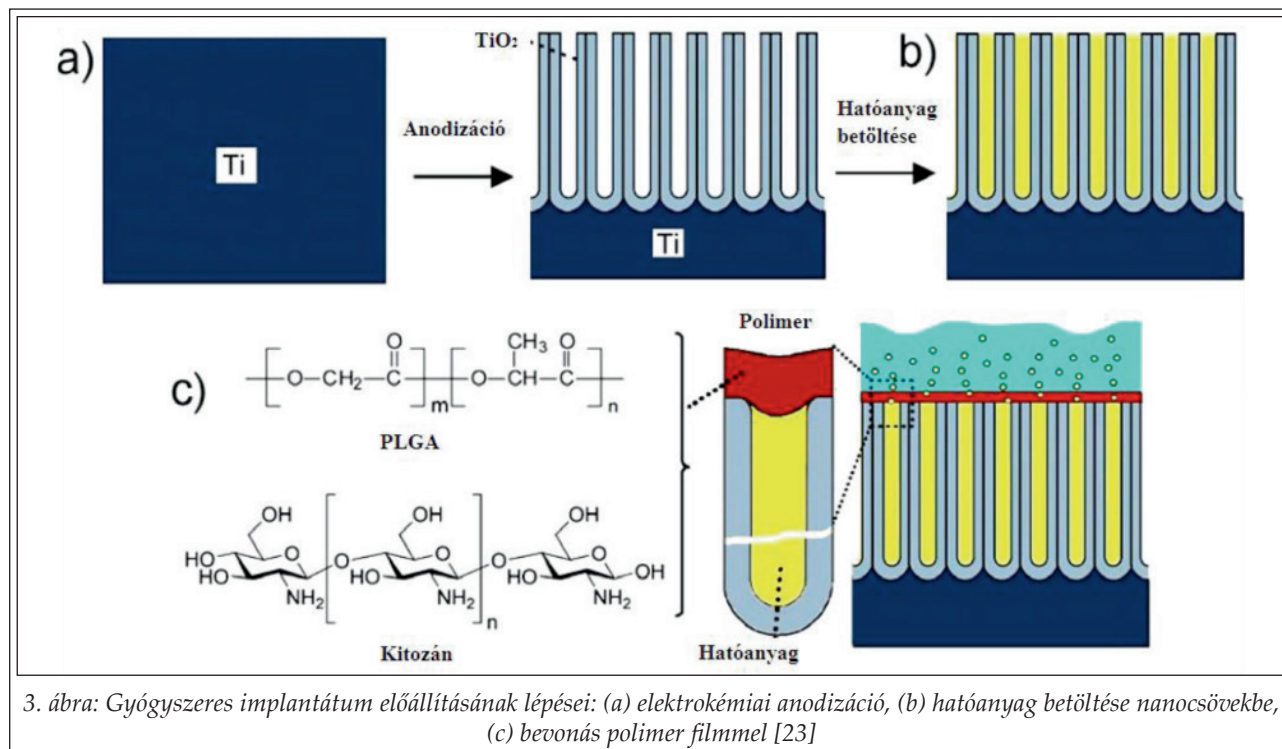 a)
Ti
Anodizáció
TiO₂
Ti
Hatóanyag
betöltése
b)
c)
O CH₂ C O m O CH CH₃ C O n
PLGA
OH HO HO O NH₂ O OH HO O NH₂ n O OH HO O OH NH₂
Kitozán
Polimer
Hatóanyag
3. ábra: Gyógyszeres implantátum előállításának lépései: (a) elektrokémiai anodizáció, (b) hatóanyag betöltése nanocsövekbe,
(c) bevonás polimer filmmel [23]